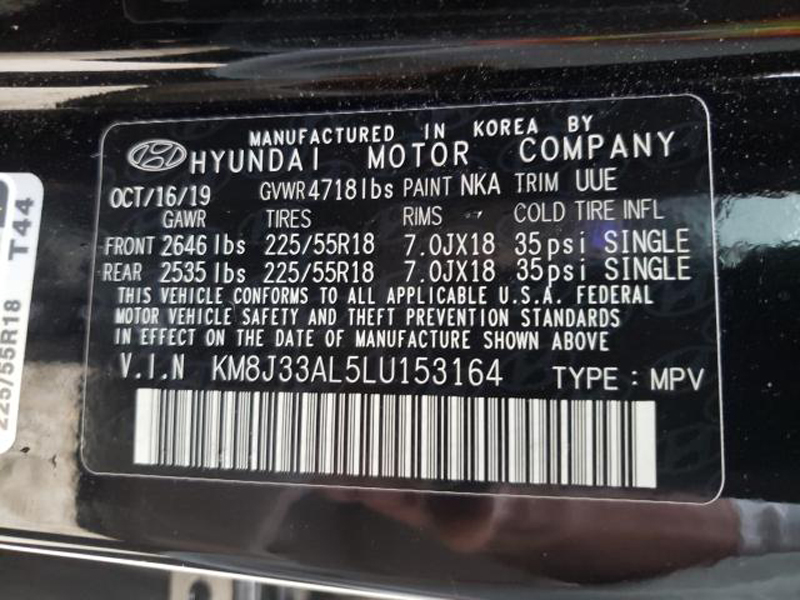 MANUFACTURED IN KOREA BY
HYUNDAI MOTOR COMPANY
OCT/16/19 GVWR 4718lbs PAINT NKA TRIM UUE
GAWR TIRES RIMS COLD TIRE INFL
FRONT 2646 lbs 225/55R18 7.0JX18 35psi SINGLE
REAR 2535 lbs 225/55R18 7.0JX18 35psi SINGLE
THIS VEHICLE CONFORMS TO ALL APPLICABLE U.S.A. FEDERAL
MOTOR VEHICLE SAFETY AND THEFT PREVENTION STANDARDS
IN EFFECT ON THE DATE OF MANUFACTURE SHOWN ABOVE
V.I.N KM8J33AL5LU153164 TYPE : MPV
225/55R18 T44